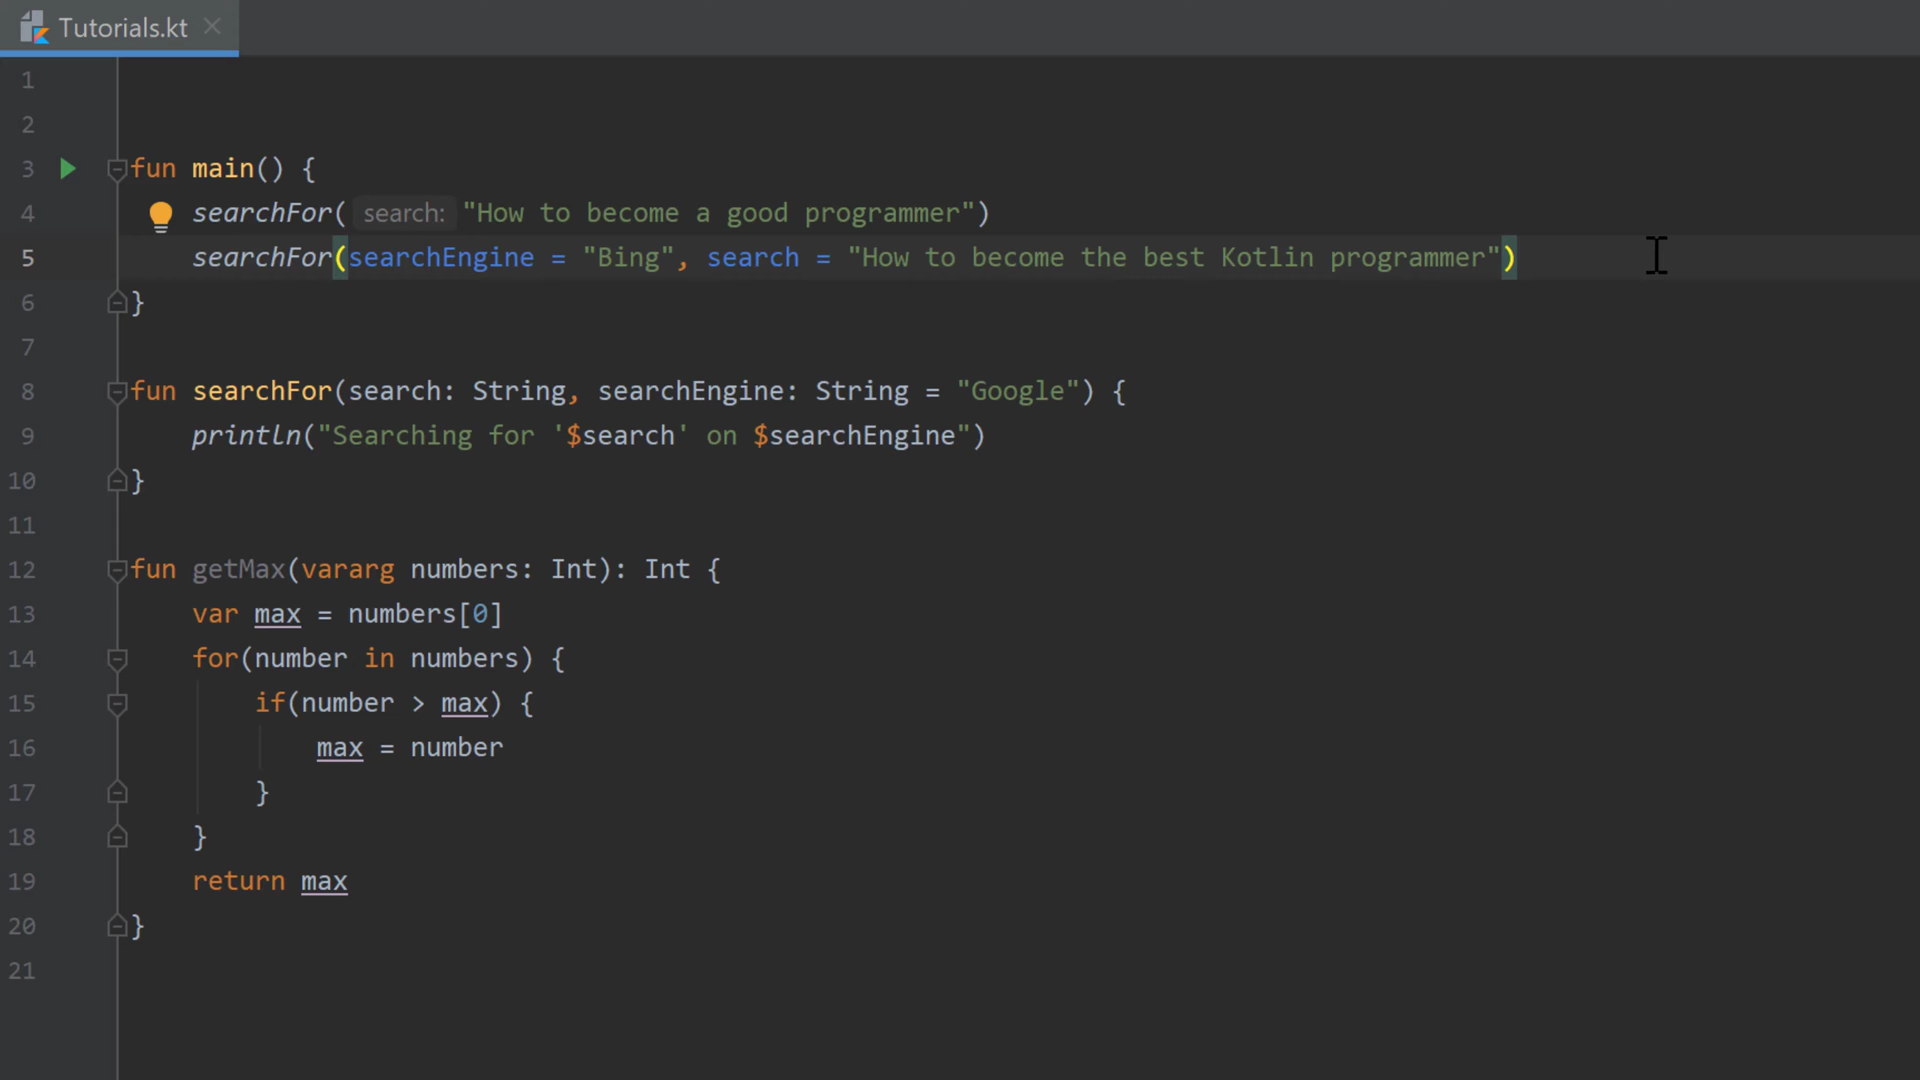 Tutorials.kt
1
2
3 fun main() {
4 searchFor( search: "How to become a good programmer")
5 searchFor(searchEngine = "Bing", search = "How to become the best Kotlin programmer")
6 }
7
8 fun searchFor(search: String, searchEngine: String = "Google") {
9 println("Searching for '$search' on $searchEngine")
10 }
11
12 fun getMax(vararg numbers: Int): Int {
13 var max = numbers[0]
14 for(number in numbers) {
15 if(number > max) {
16 max = number
17 }
18 }
19 return max
20 }
21